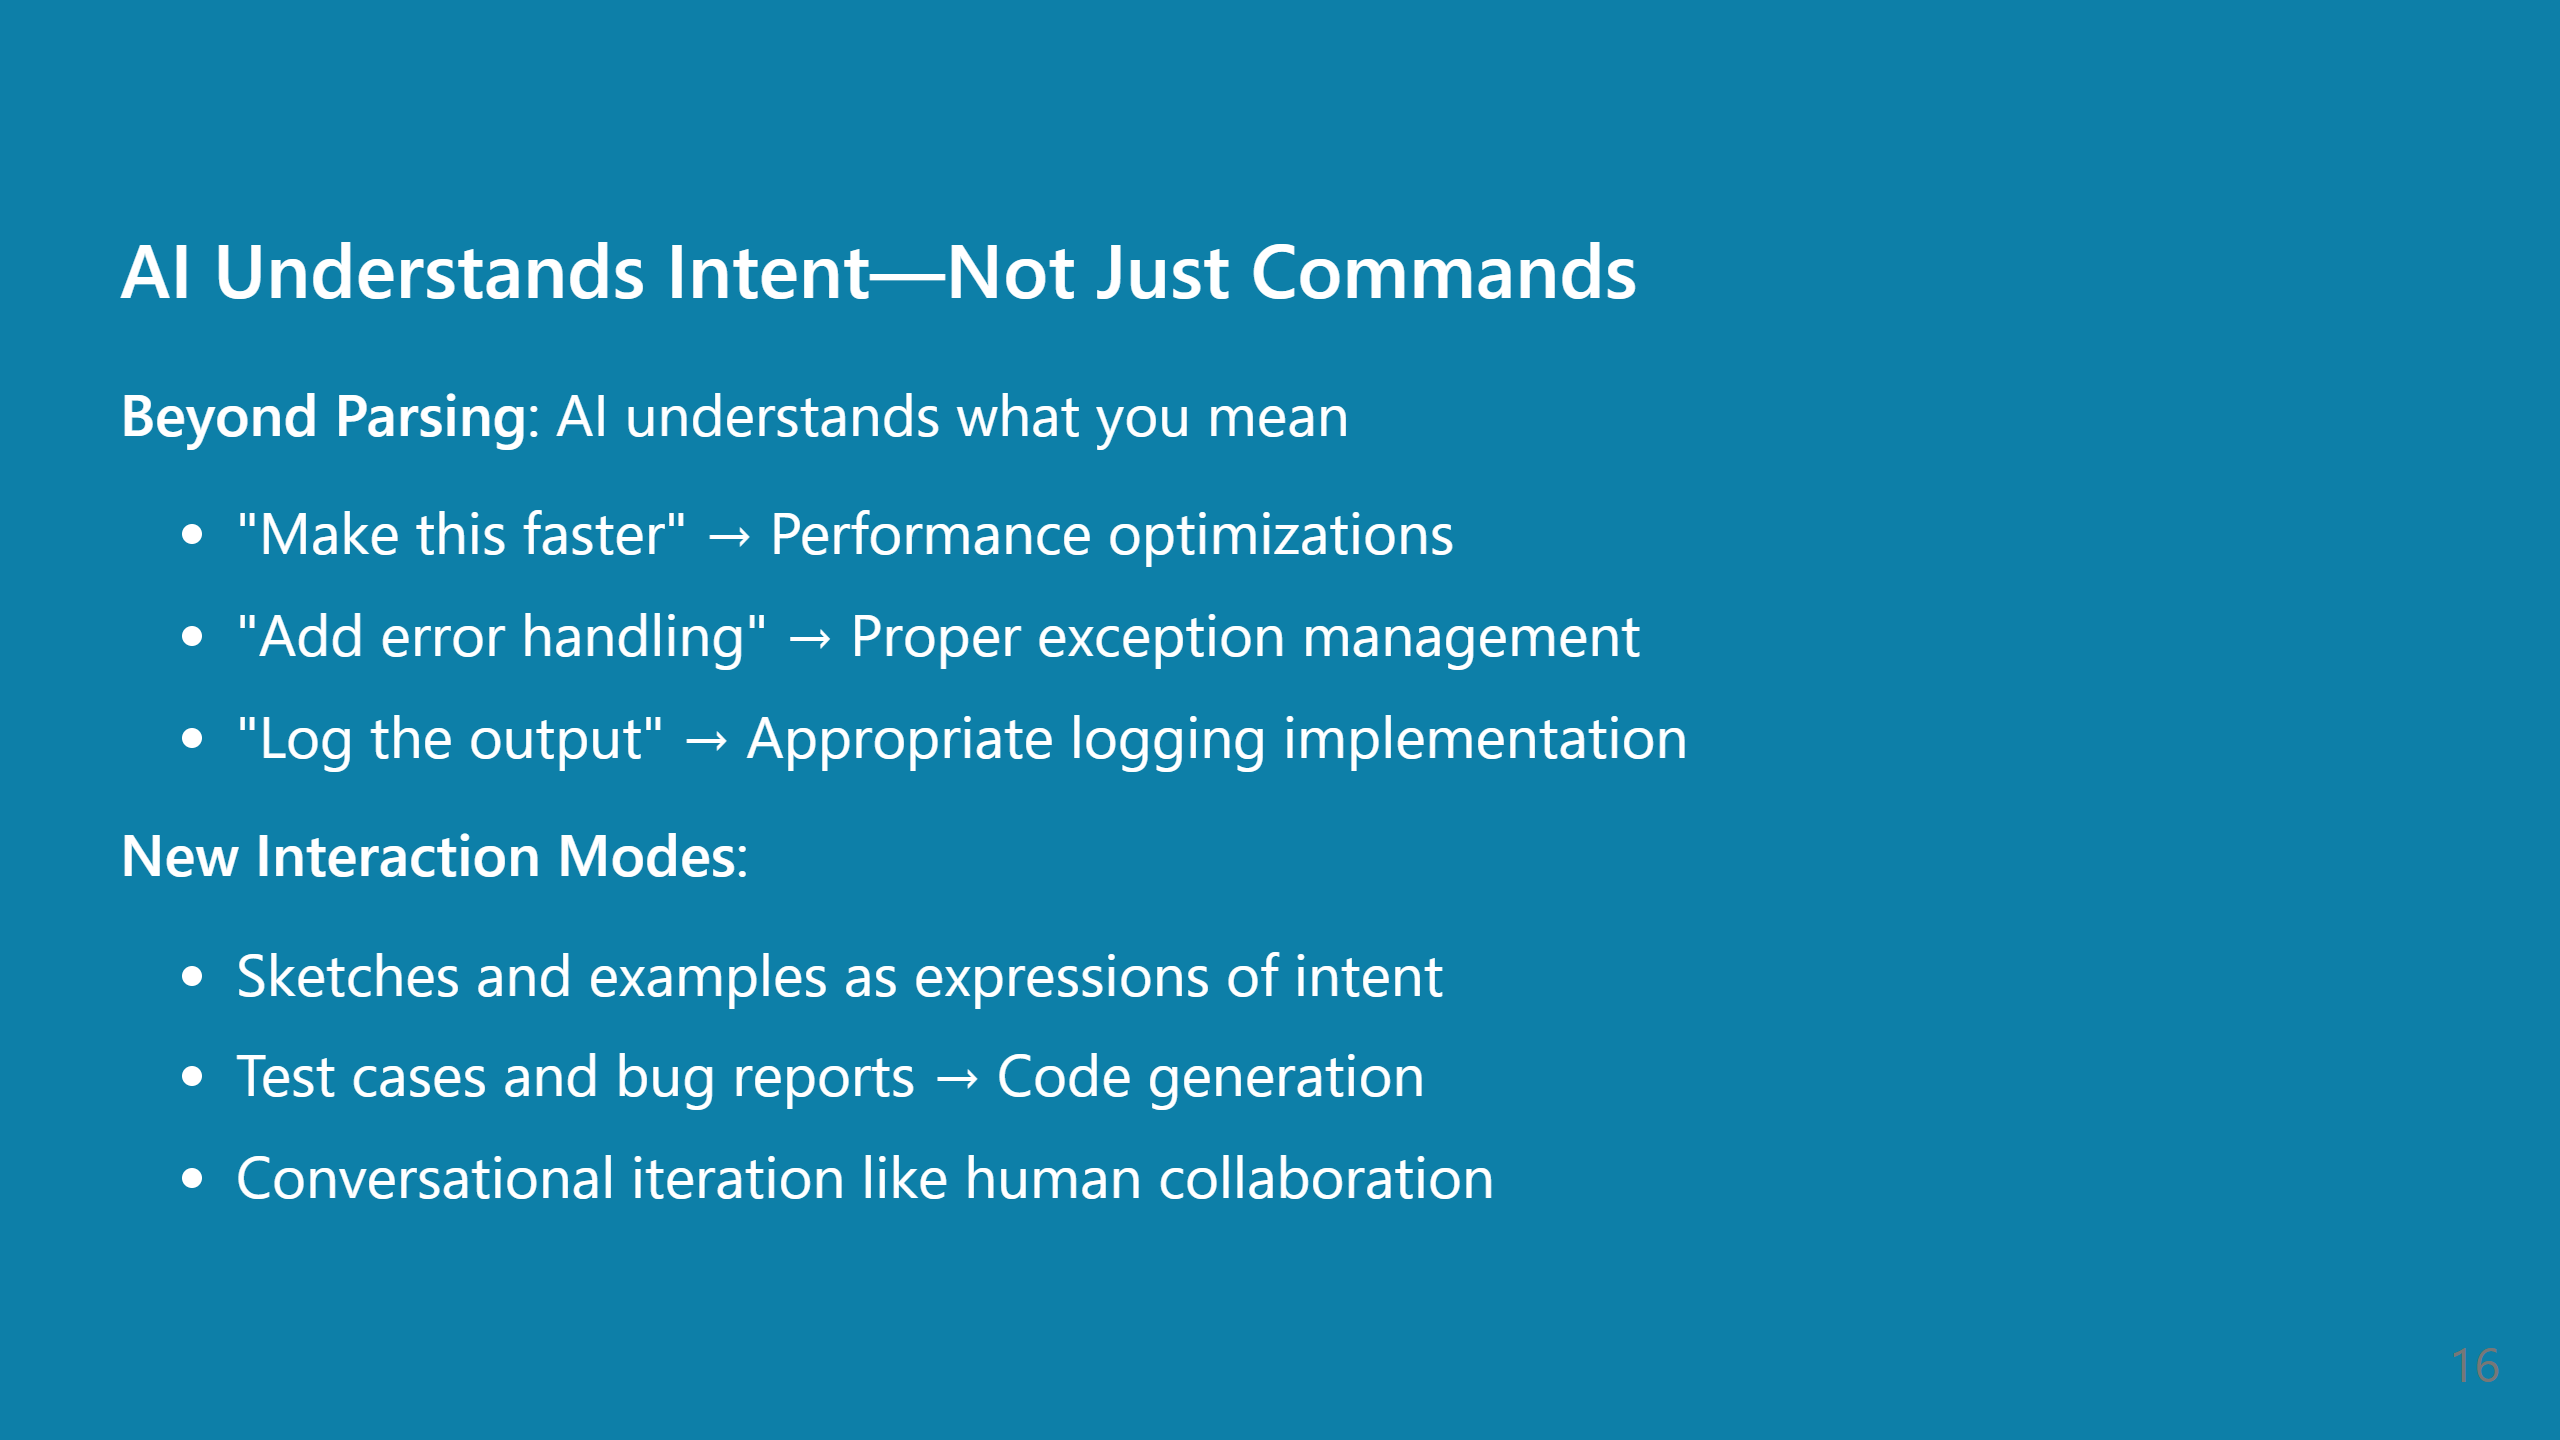 AI Understands Intent—Not Just Commands
Beyond Parsing: AI understands what you mean
• "Make this faster" → Performance optimizations
• "Add error handling" → Proper exception management
• "Log the output" → Appropriate logging implementation
New Interaction Modes:
• Sketches and examples as expressions of intent
• Test cases and bug reports → Code generation
• Conversational iteration like human collaboration
16